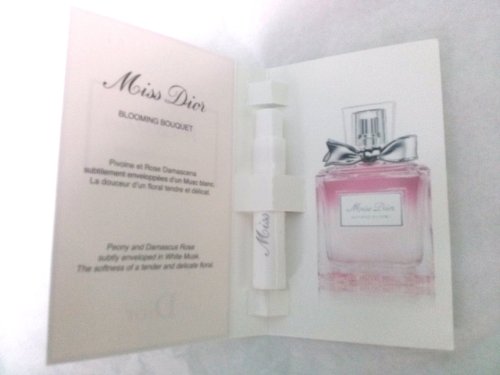 Miss Dior
BLOOMING BOUQUET
Pivoine et Rose Damascena
subtilement enveloppées d'un Musc blanc.
La douceur d'un floral tendre et délicat.
Peony and Damascus Rose
subtly enveloped in White Musk.
The softness of a tender and delicate floral.
Dior
Miss
Miss Dior